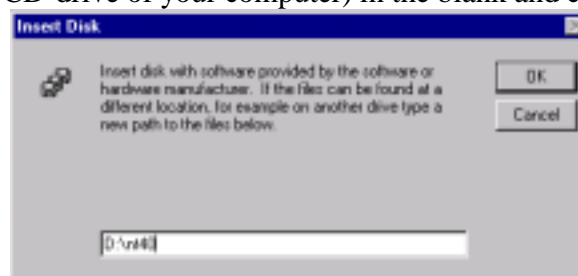 CD-drive of your computer) in the blank and c
Insert Disk
Insert disk with software provided by the software or
hardware manufacturer. If the files can be found at a
different location, for example on another drive type a
new path to the files below.
OK
Cancel
D:\nt40